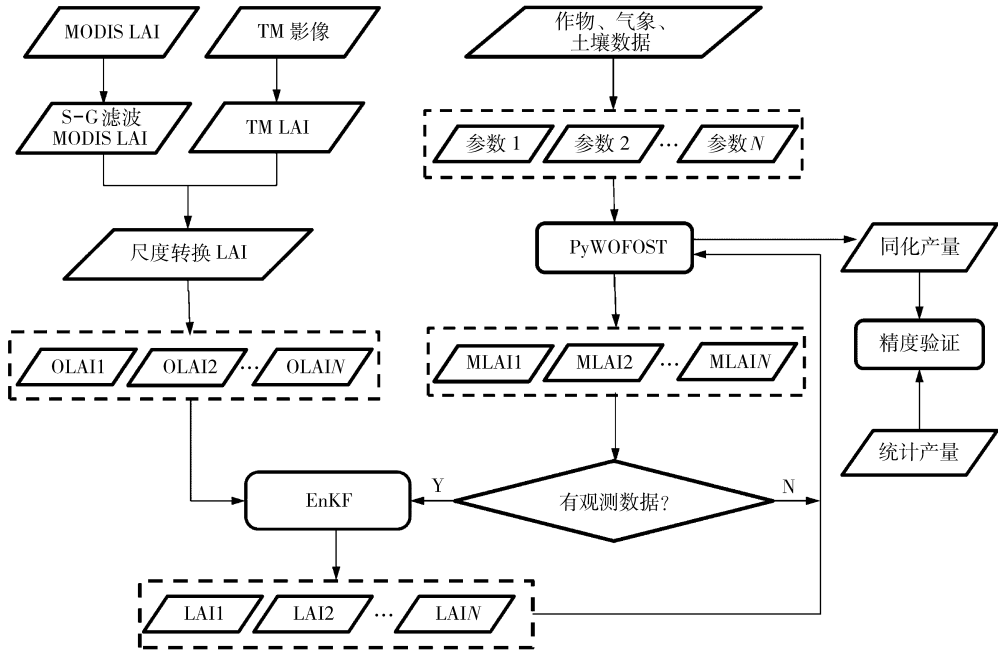 MODIS LAI
TM 影像
作物、气象、
土壤数据
S-G 滤波
MODIS LAI
TM LAI
参数 1
参数 2
…
参数 N
尺度转换 LAI
PyWOFOST
同化产量
精度验证
统计产量
OLAI1
OLAI2
…
OLAIN
MLAI1
MLAI2
…
MLAIN
EnKF
Y
有观测数据?
N
LAI1
LAI2
…
LAIN